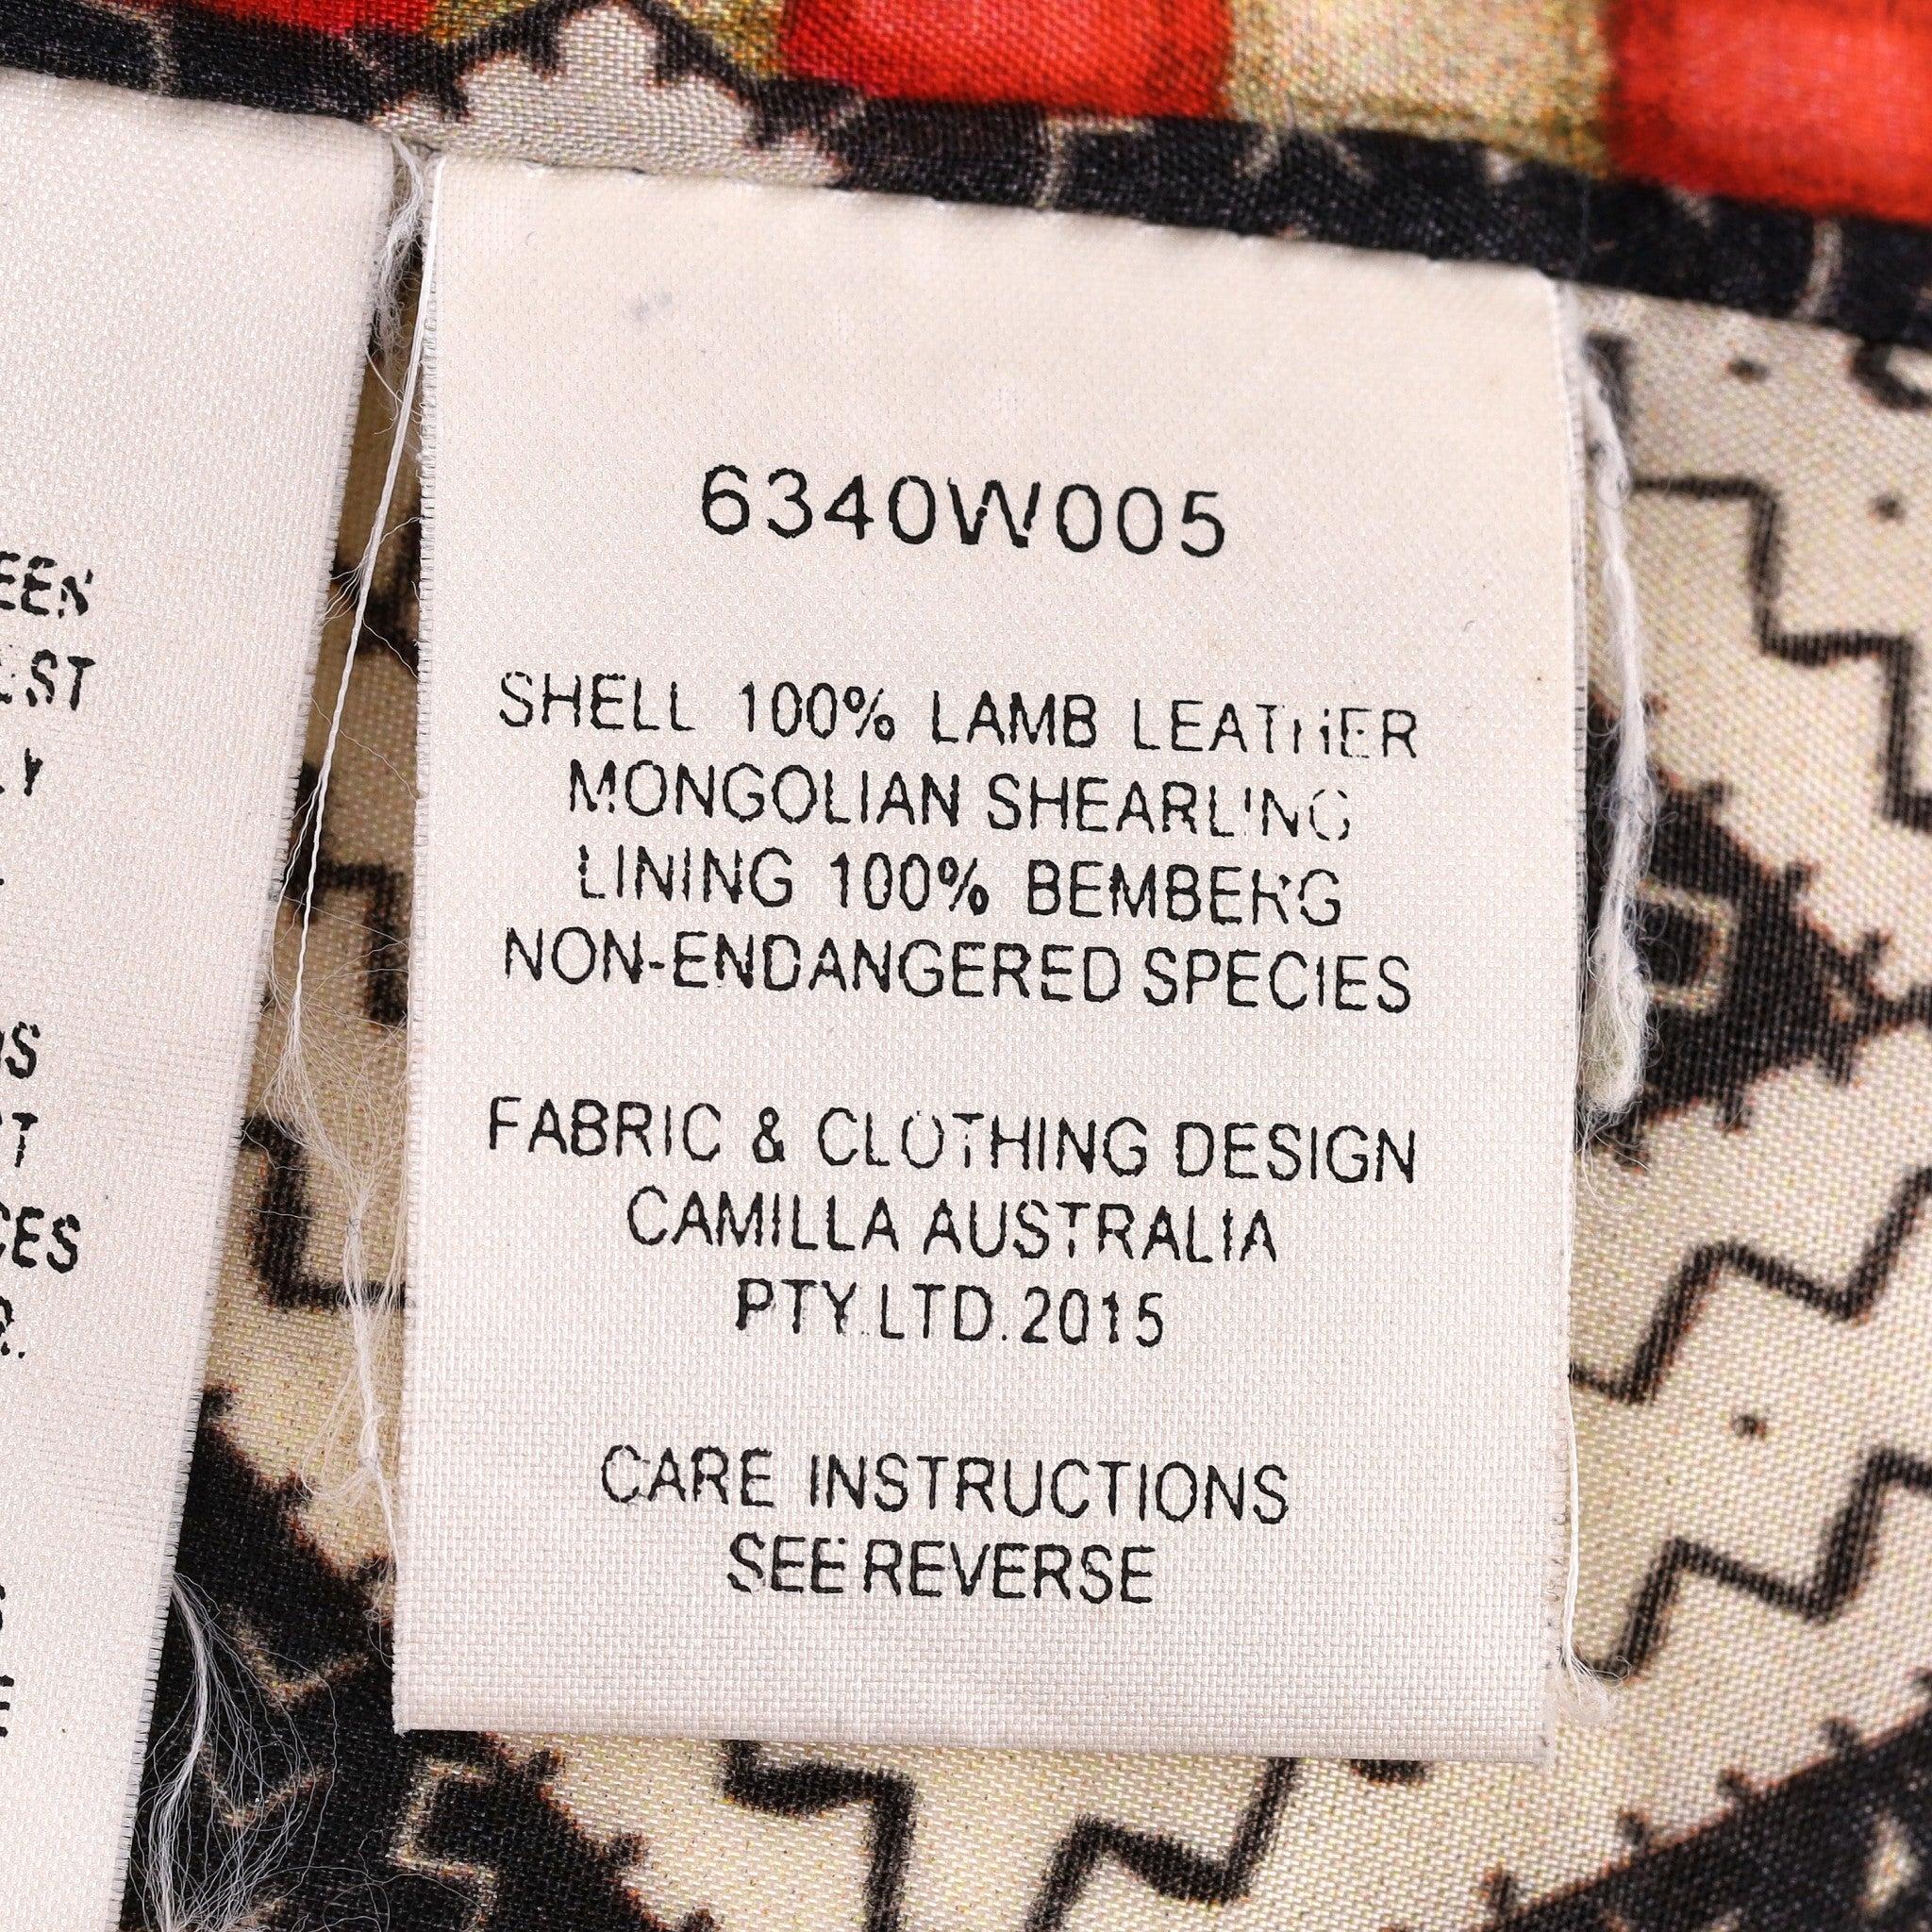 6340W005
SHELL 100% LAMB LEATHER
MONGOLIAN SHEARLING
LINING 100% BEMBERG
NON-ENDANGERED SPECIES
FABRIC & CLOTHING DESIGN
CAMILLA AUSTRALIA
PTY.LTD.2015
CARE INSTRUCTIONS
SEE REVERSE